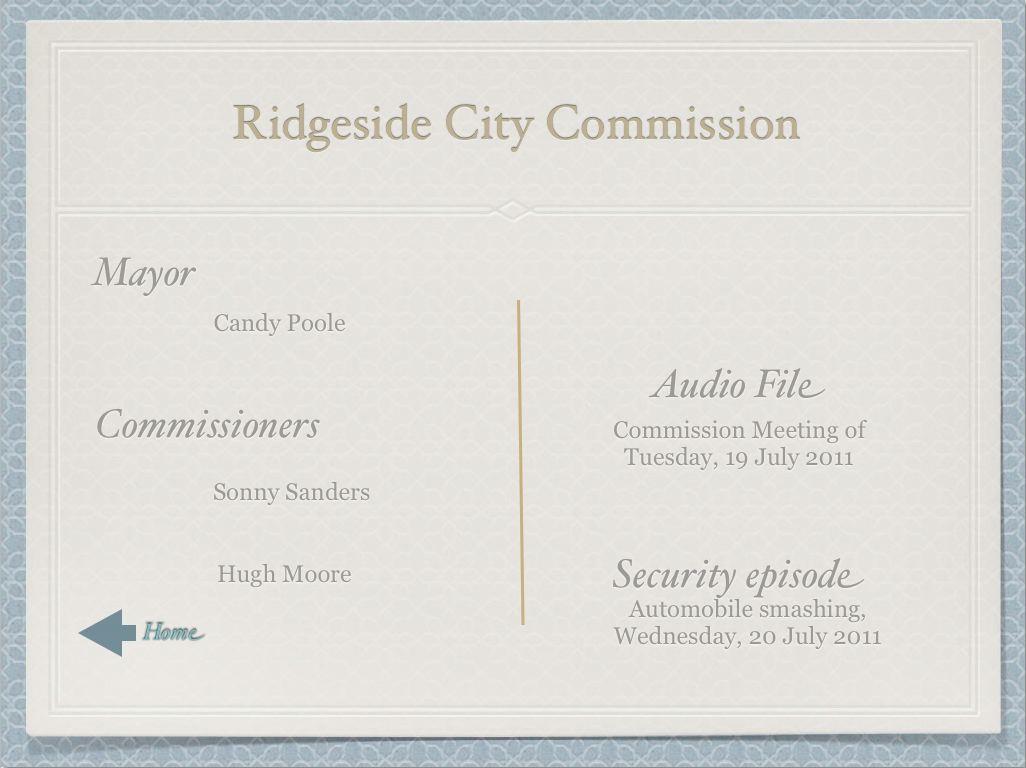 Ridgeside City Commission
Mayor
Candy Poole
Commissioners
Sonny Sanders
Hugh Moore
Home
Audio File
Commission Meeting of
Tuesday, 19 July 2011
Security episode
Automobile smashing,
Wednesday, 20 July 2011